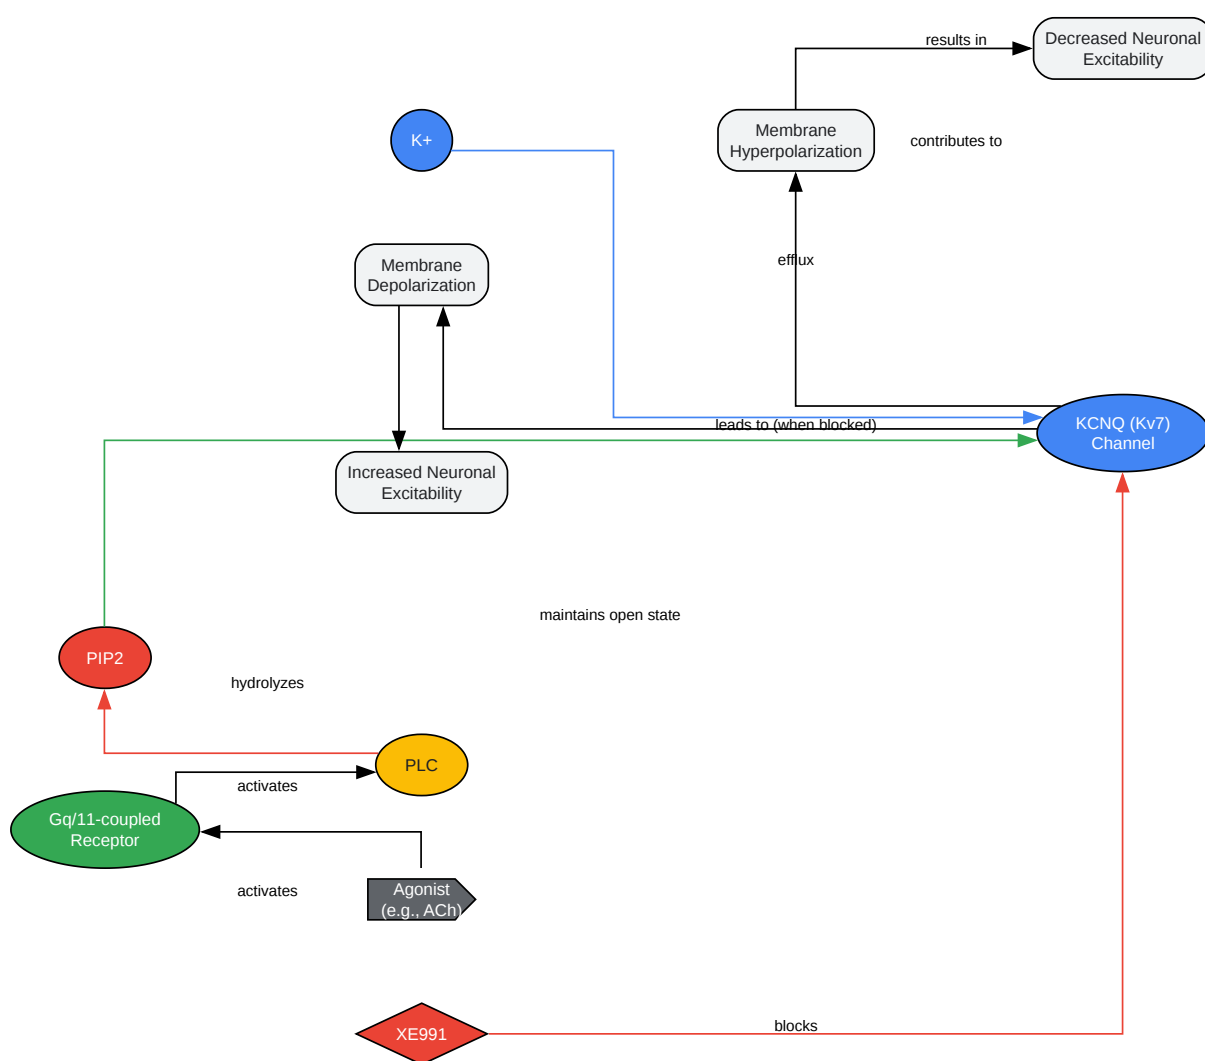 results in
Decreased Neuronal
Excitability
K+
Membrane
Hyperpolarization
contributes to
Membrane
Depolarization
efflux
leads to (when blocked)
KCNQ (Kv7)
Channel
Increased Neuronal
Excitability
maintains open state
PIP2
hydrolyzes
PLC
activates
Gq/11-coupled
Receptor
activates
Agonist
(e.g., ACh)
XE991
blocks